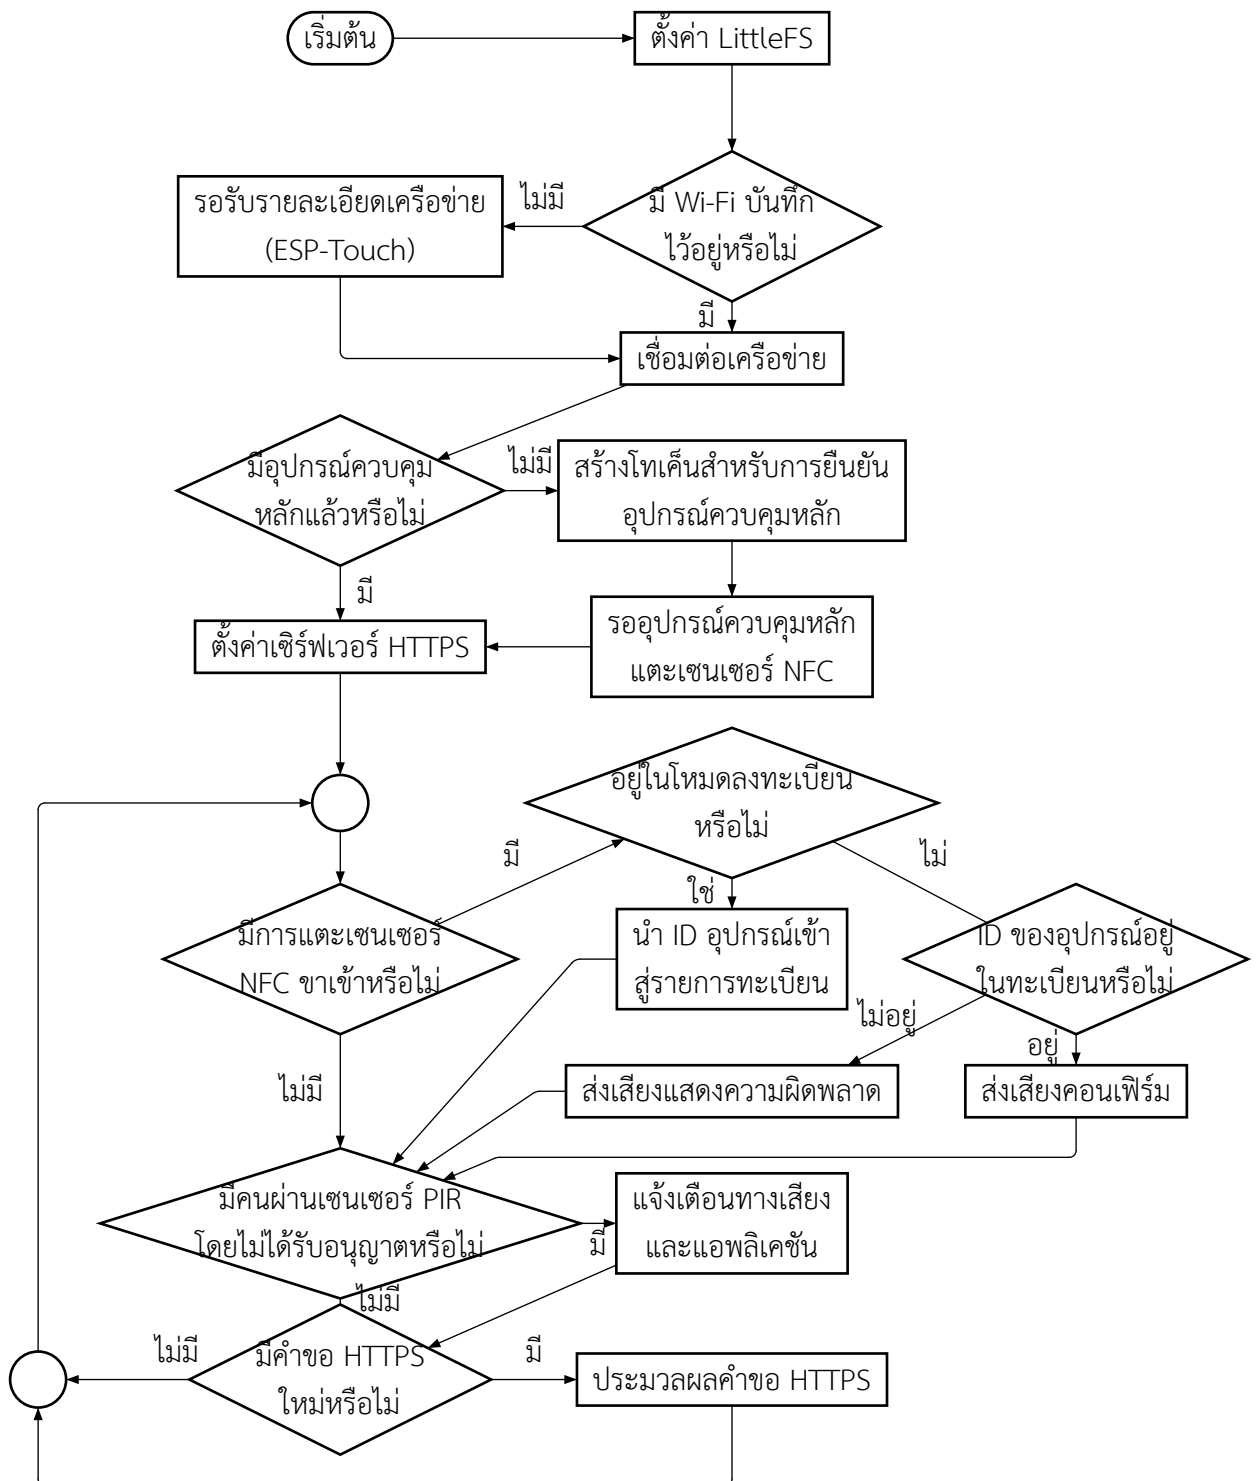 เริ่มต้น
ตั้งค่า LittleFS
มี Wi-Fi บันทึก
ไว้อยู่หรือไม่
ไม่มี
รอรับรายละเอียดเครือข่าย
(ESP-Touch)
มี
เชื่อมต่อเครือข่าย
มีอุปกรณ์ควบคุม
หลักแล้วหรือไม่
ไม่มี
สร้างโทเค็นสำหรับการยืนยัน
อุปกรณ์ควบคุมหลัก
มี
ตั้งค่าเซิร์ฟเวอร์ HTTPS
รออุปกรณ์ควบคุมหลัก
แตะเซนเซอร์ NFC
อยู่ในโหมดลงทะเบียน
หรือไม่
มี
ไม่
ใช่
มีการแตะเซนเซอร์
NFC ขาเข้าหรือไม่
นำ ID อุปกรณ์เข้า
สู่รายการทะเบียน
ID ของอุปกรณ์อยู่
ในทะเบียนหรือไม่
ไม่อยู่
อยู่
ไม่มี
ส่งเสียงแสดงความผิดพลาด
ส่งเสียงคอนเฟิร์ม
มีคนผ่านเซนเซอร์ PIR
โดยไม่ได้รับอนุญาตหรือไม่
มี
แจ้งเตือนทางเสียง
และแอพลิเคชัน
ไม่มี
ไม่มี
มีคำขอ HTTPS
ใหม่หรือไม่
มี
ประมวลผลคำขอ HTTPS